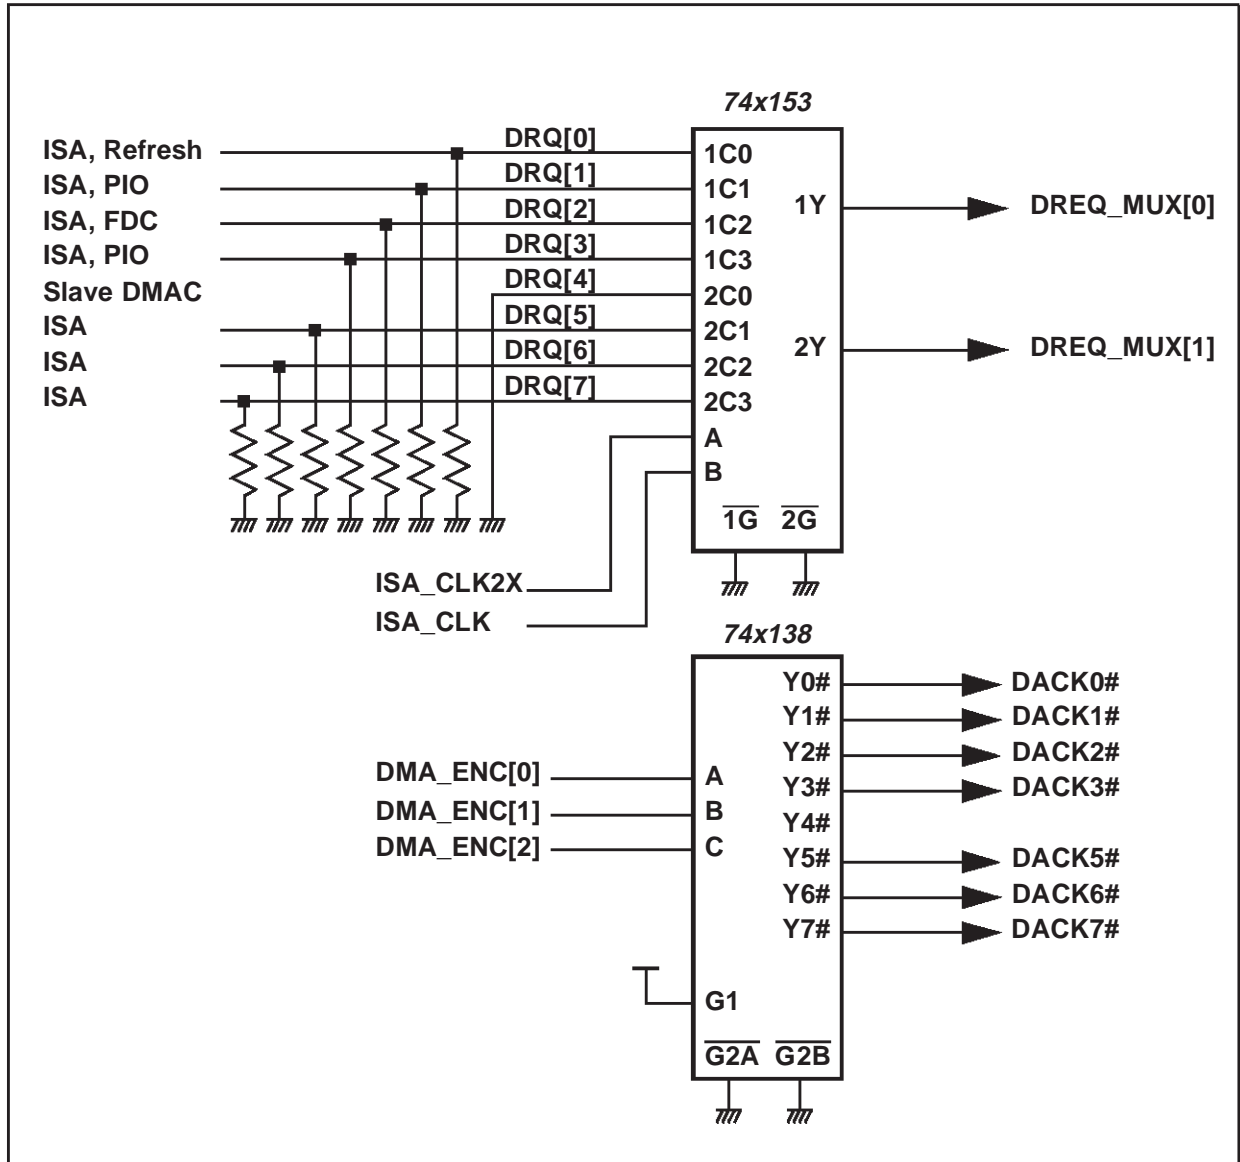 74x153
ISA, Refresh DRQ[0] 1C0
ISA, PIO DRQ[1] 1C1
1Y DREQ_MUX[0]
ISA, FDC DRQ[2] 1C2
ISA, PIO DRQ[3] 1C3
Slave DMAC DRQ[4] 2C0
ISA DRQ[5] 2C1
2Y DREQ_MUX[1]
ISA DRQ[6] 2C2
ISA DRQ[7] 2C3
A
B
1G 2G
ISA_CLK2X
ISA_CLK
74x138
Y0# DACK0#
Y1# DACK1#
Y2# DACK2#
DMA_ENC[0] A Y3# DACK3#
DMA_ENC[1] B Y4#
DMA_ENC[2] C Y5# DACK5#
Y6# DACK6#
Y7# DACK7#
G1
G2A G2B